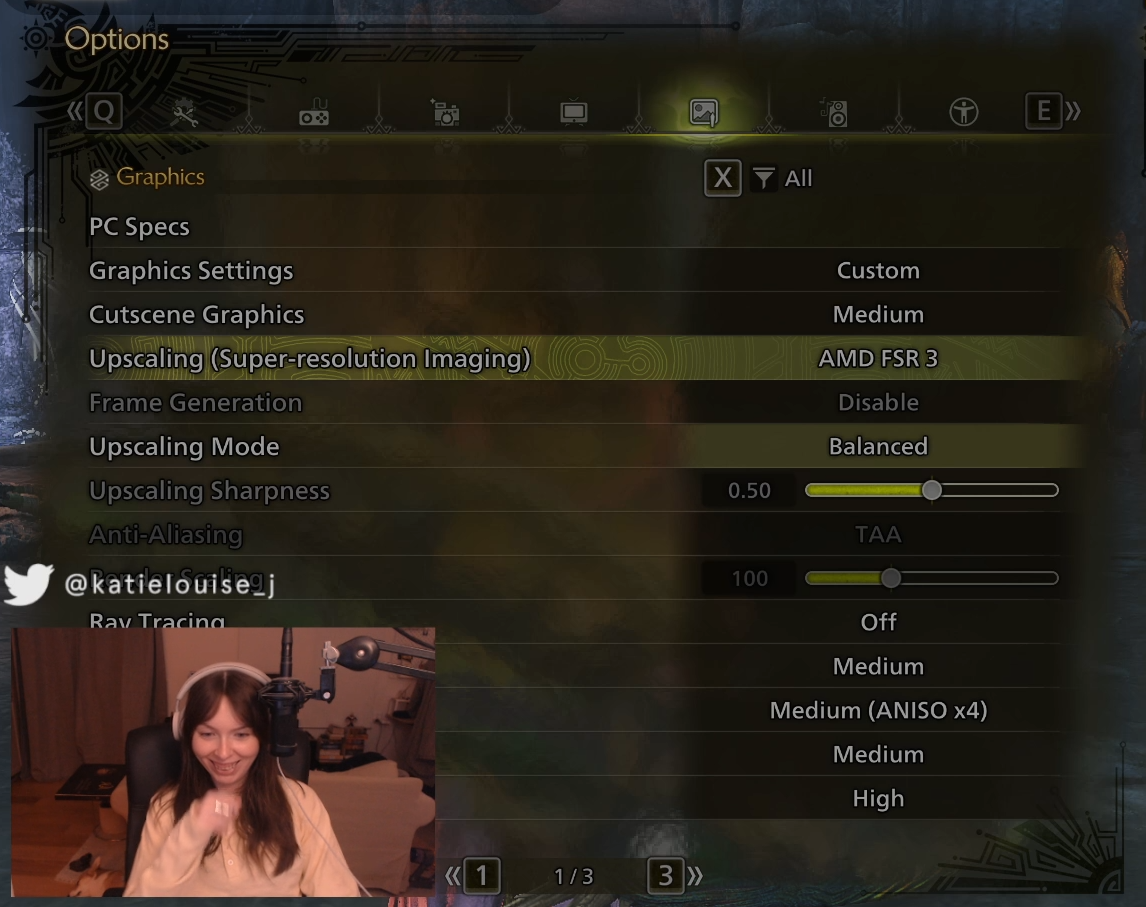 Options
Q
E
Graphics
X All
PC Specs
Graphics Settings Custom
Cutscene Graphics Medium
Upscaling (Super-resolution Imaging) AMD FSR 3
Frame Generation Disable
Upscaling Mode Balanced
Upscaling Sharpness 0.50
Anti-Aliasing TAA
Render Scaling 100
@katielouise_j
Ray Tracing Off
Medium
Medium (ANISO x4)
Medium
High
1 1/3 3